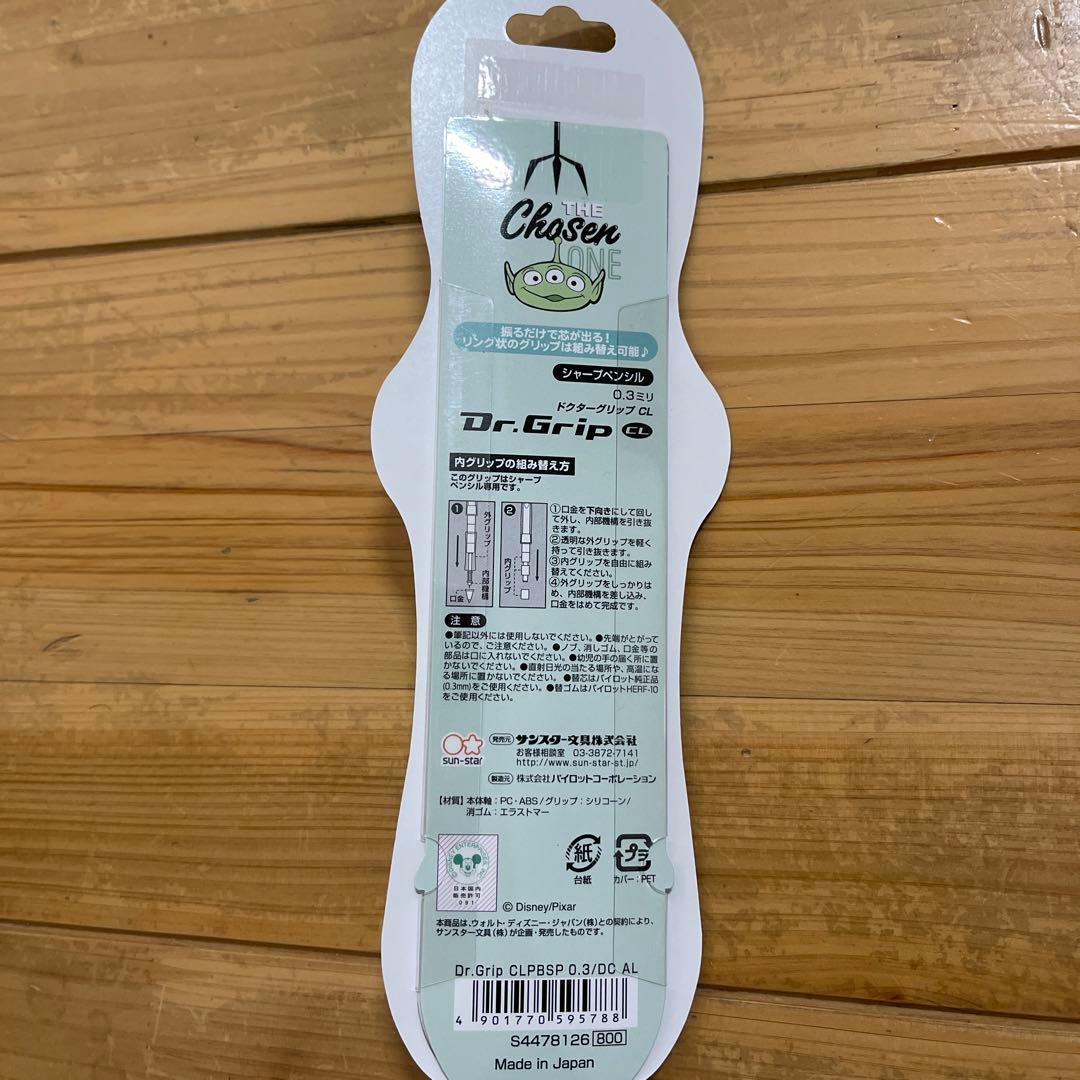 THE
Chosen
ONE
振るだけで芯が出る!
リング状のグリップは組み替え可能♪
シャープペンシル
0.3ミリ
ドクターグリップ CL
Dr.Grip CL
内グリップの組み替え方
このグリップはシャープ
ペンシル専用です。
①
外グリップ
内部機構
口金
②
内グリップ
①口金を下向きにして回し
て外し、内部機構を引き抜
きます。
②透明な外グリップを軽く
持って引き抜きます。
③内グリップを自由に組み
替えてください。
④外グリップをしっかりは
め、内部機構を差し込み、
口金をはめて完成です。
注 意
●筆記以外には使用しないでください。●先端がとがって
いるので、ご注意ください。●ノブ、消しゴム、口金等の
部品は口に入れないでください。●幼児の手の届く所に置
かないでください。●直射日光の当たる場所や、高温にな
る場所に置かないでください。●替芯はパイロット純正品
(0.3mm)をご使用ください。●替ゴムはパイロットHERF-10
をご使用ください。
sun-star
発売元 サンスター文具株式会社
お客様相談室 03-3872-7141
http://www.sun-star-st.jp/
製造元 株式会社パイロットコーポレーション
【材質】本体軸:PC・ABS/グリップ:シリコーン/
消ゴム:エラストマー
©DISNEY ENTERPRISES, INC.
日本国内
販売許可
091
紙
台紙
プラ
カバー:PET
© Disney/Pixar
本商品は、ウォルト・ディズニー・ジャパン(株)との契約により、
サンスター文具(株)が企画・発売したものです。
Dr.Grip CLPBSP 0.3/DC AL
4 901770 595788
S4478126 800
Made in Japan